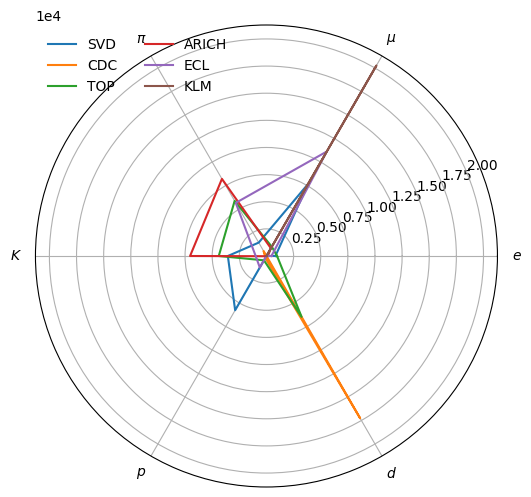 1e4
π
μ
SVD ARICH
CDC ECL
TOP KLM
2.00
1.75
1.50
1.25
1.00
0.75
0.50
0.25
K
e
p
d